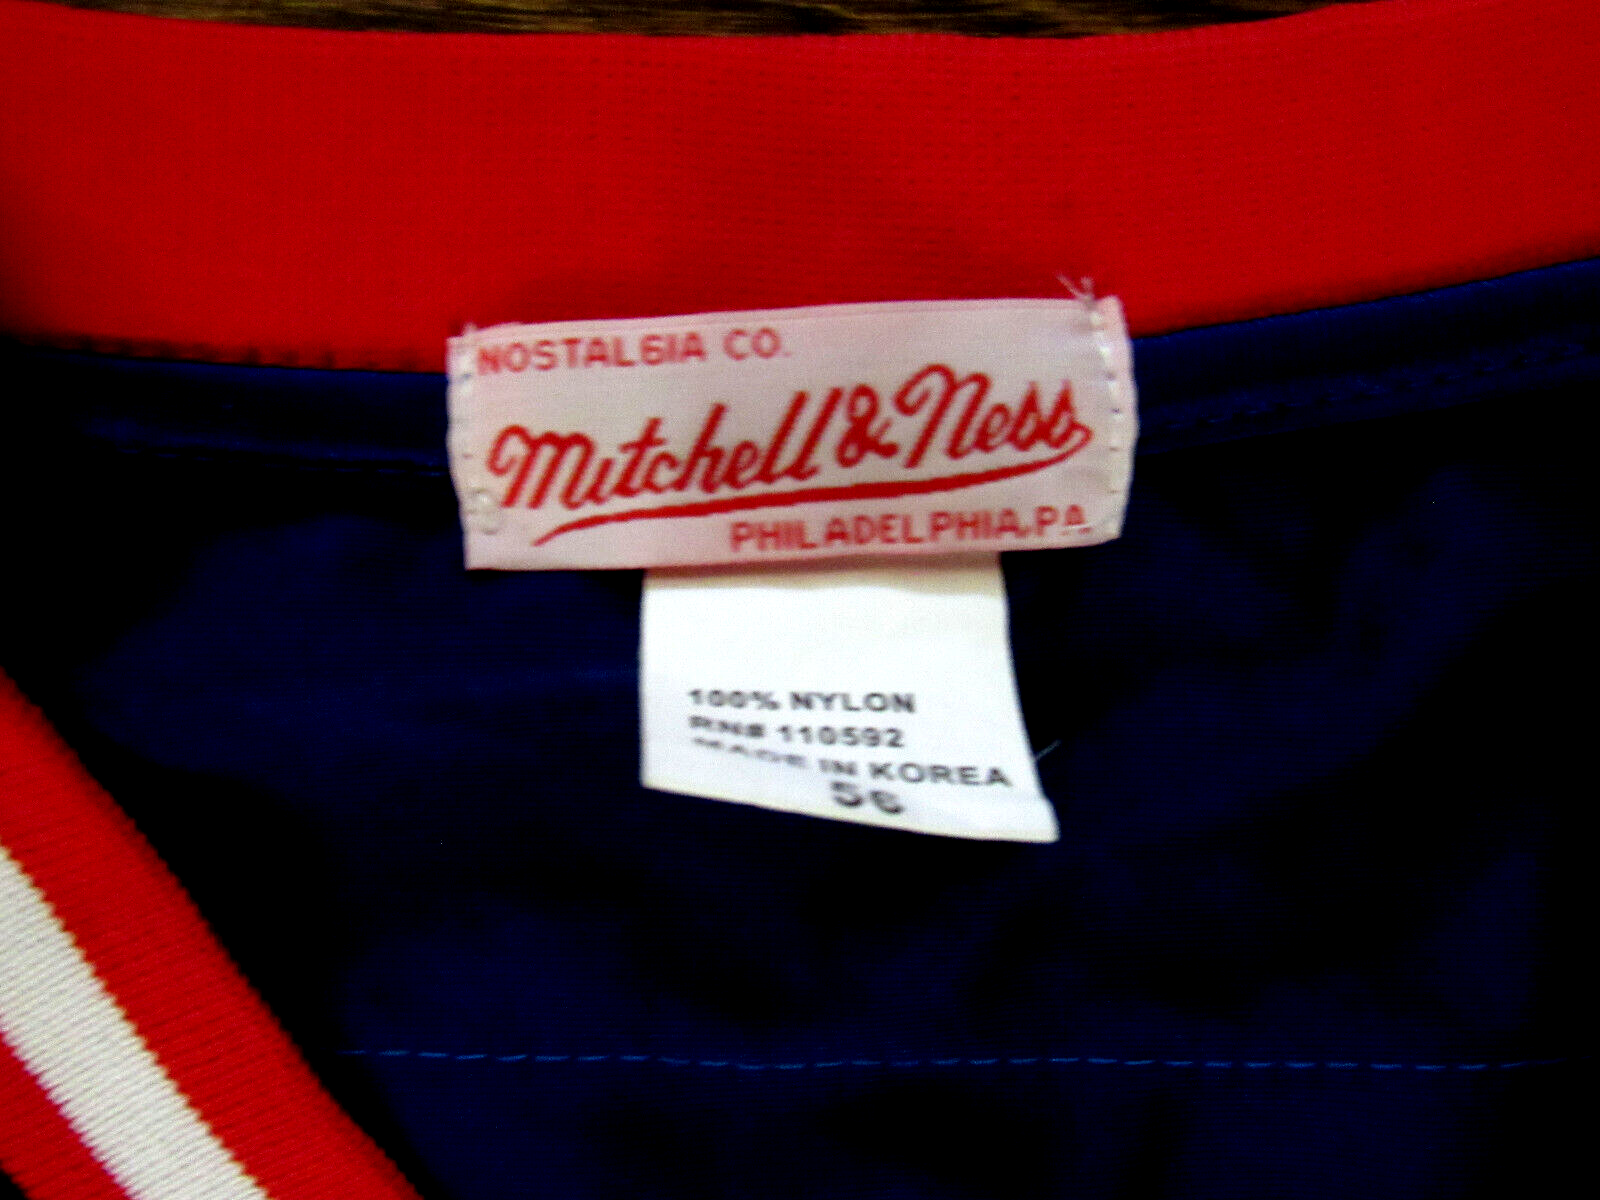 NOSTALGIA CO.
Mitchell & Ness
PHILADELPHIA, PA.
100% NYLON
RN# 110592
MADE IN KOREA
56